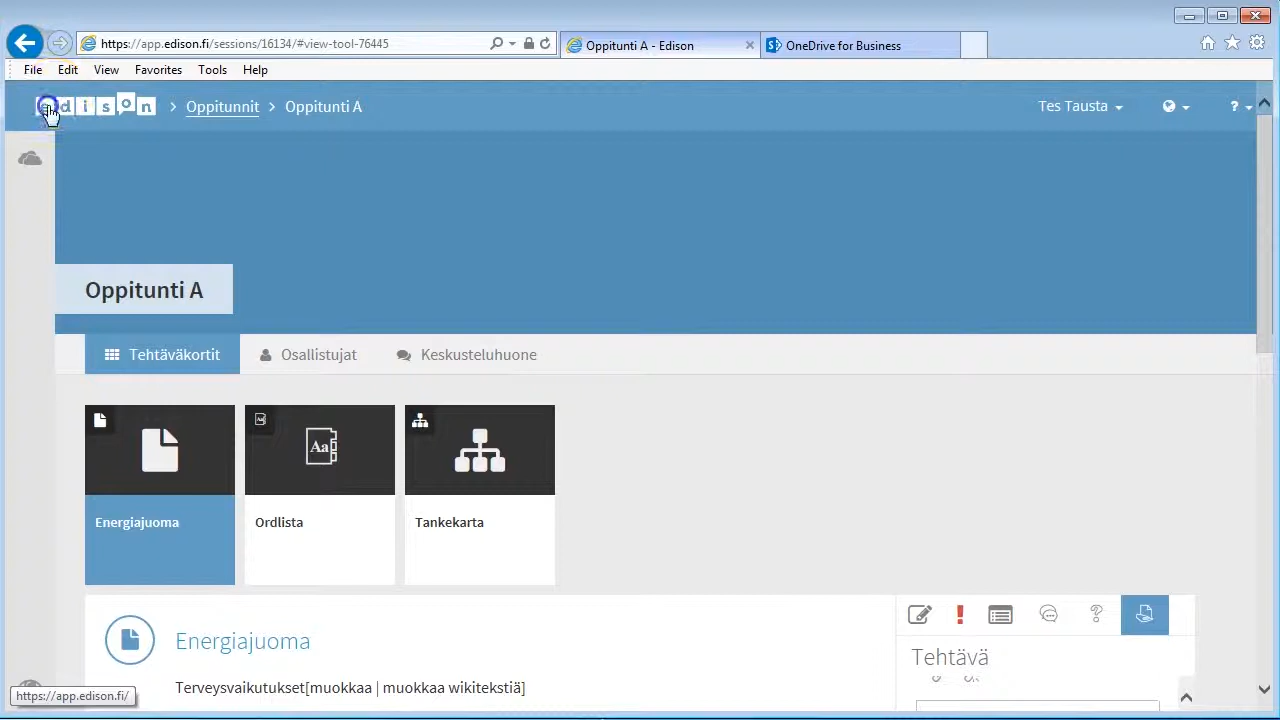 https://app.edison.fi/sessions/16134/#view-tool-76445
Oppitunti A - Edison
OneDrive for Business
File Edit View Favorites Tools Help
edison > Oppitunnit > Oppitunti A
Tes Tausta
?
Oppitunti A
Tehtäväkortit
Osallistujat
Keskusteluhuone
Aa
Energiajuoma
Ordlista
Tankekarta
Energiajuoma
Tehtävä
Terveysvaikutukset[muokkaa | muokkaa wikitekstiä]
https://app.edison.fi/